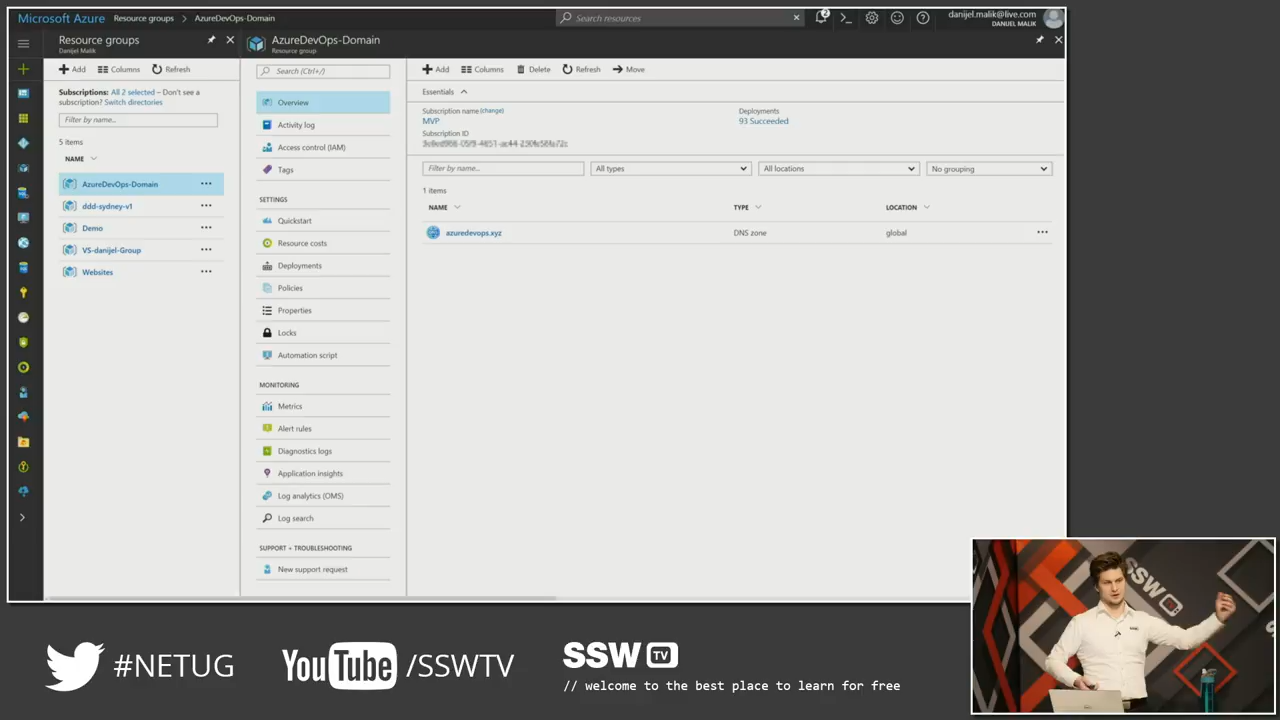 Microsoft Azure Resource groups > AzureDevOps-Domain
Search resources
2
danijel.malik@live.com
DANIJEL MALIK
Resource groups
Danijel Malik
AzureDevOps-Domain
Resource group
Add Columns Refresh
Subscriptions: All 2 selected – Don't see a
subscription? Switch directories
Filter by name...
5 items
NAME
AzureDevOps-Domain
ddd-sydney-v1
Demo
VS-danijel-Group
Websites
Search (Ctrl+/)
Overview
Activity log
Access control (IAM)
Tags
SETTINGS
Quickstart
Resource costs
Deployments
Policies
Properties
Locks
Automation script
MONITORING
Metrics
Alert rules
Diagnostics logs
Application insights
Log analytics (OMS)
Log search
SUPPORT + TROUBLESHOOTING
New support request
Add Columns Delete Refresh Move
Essentials
Subscription name (change)
MVP
Subscription ID
Deployments
93 Succeeded
Filter by name... All types All locations No grouping
1 items
NAME TYPE LOCATION
azuredevops.xyz DNS zone global
#NETUG
YouTube /SSWTV
SSW TV
// welcome to the best place to learn for free
SSW